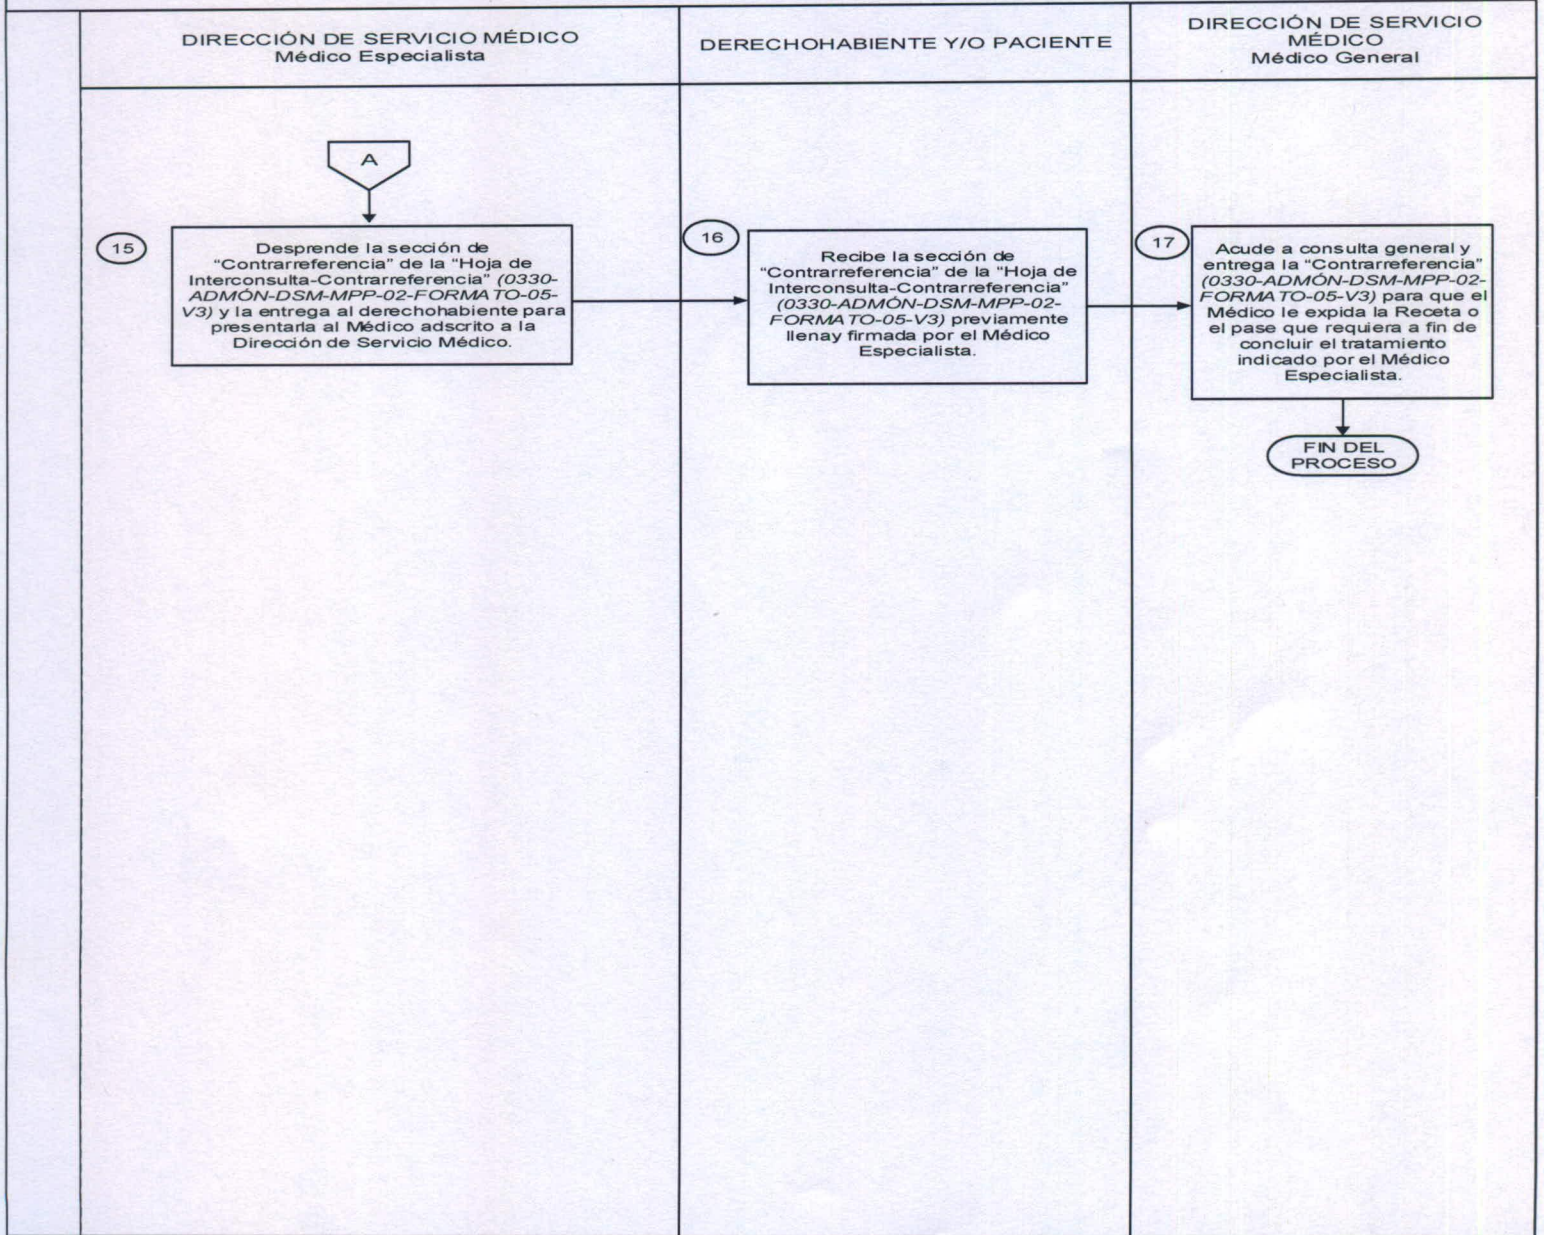 DIRECCIÓN DE SERVICIO MÉDICO
Médico Especialista
DERECHOHABIENTE Y/O PACIENTE
DIRECCIÓN DE SERVICIO
MÉDICO
Médico General
A
15
Desprende la sección de
"Contrarreferencia" de la "Hoja de
Interconsulta-Contrarreferencia" (0330-
ADMÓN-DSM-MPP-02-FORMATO-05-
V3) y la entrega al derechohabiente para
presentarla al Médico adscrito a la
Dirección de Servicio Médico.
16
Recibe la sección de
"Contrarreferencia" de la "Hoja de
Interconsulta-Contrarreferencia"
(0330-ADMÓN-DSM-MPP-02-
FORMATO-05-V3) previamente
llenay firmada por el Médico
Especialista.
17
Acude a consulta general y
entrega la "Contrarreferencia"
(0330-ADMÓN-DSM-MPP-02-
FORMATO-05-V3) para que el
Médico le expida la Receta o
el pase que requiera a fin de
concluir el tratamiento
indicado por el Médico
Especialista.
FIN DEL
PROCESO